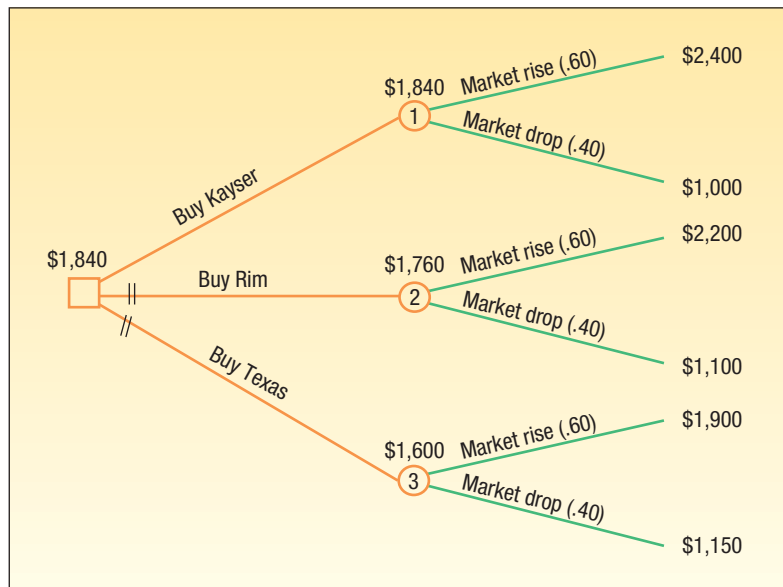 $2,400
Market rise (.60)
$1,840
1
Market drop (.40)
$1,000
Buy Kayser
$2,200
Market rise (.60)
$1,840
$1,760
Buy Rim
2
Market drop (.40)
$1,100
Buy Texas
$1,900
Market rise (.60)
$1,600
3
Market drop (.40)
$1,150